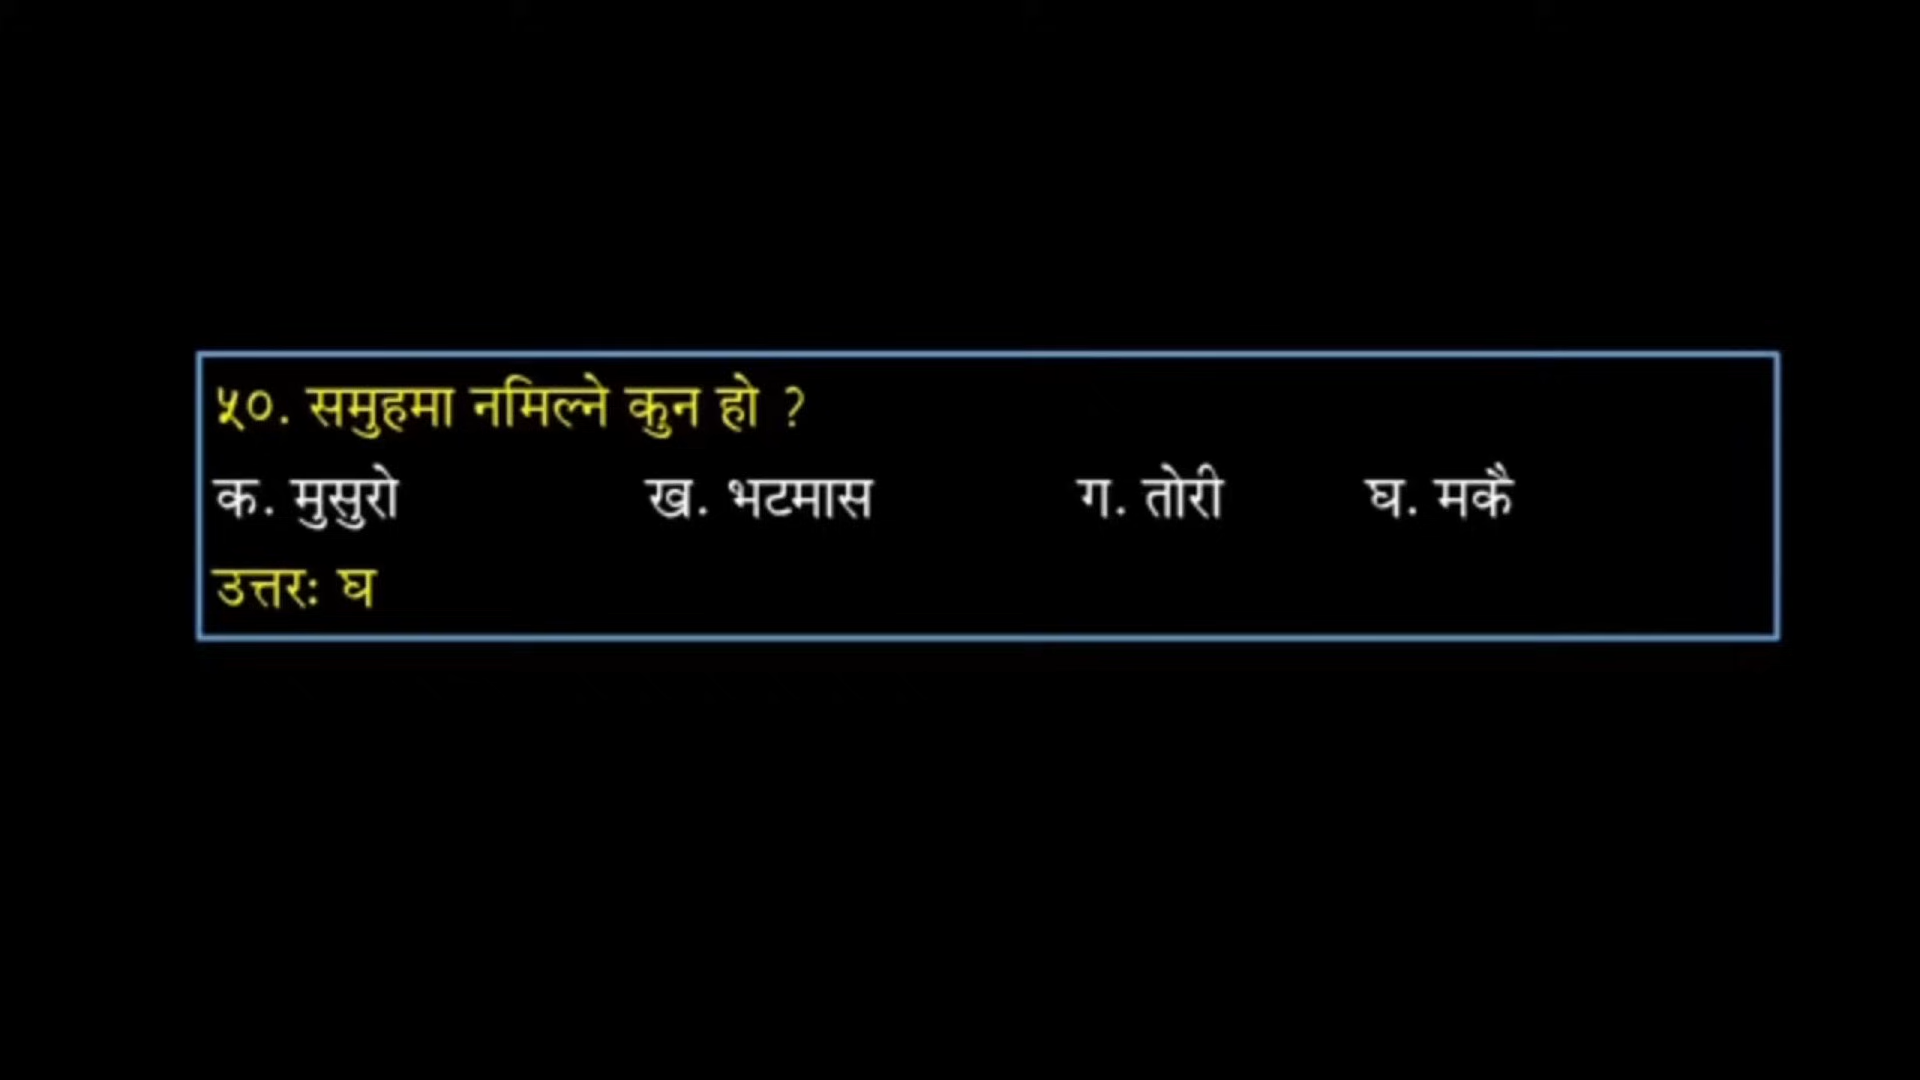 ५०. समुहमा नमिल्ने कुन हो ?
क. मुसुरो ख. भटमास ग. तोरी घ. मकै
उत्तरः घ